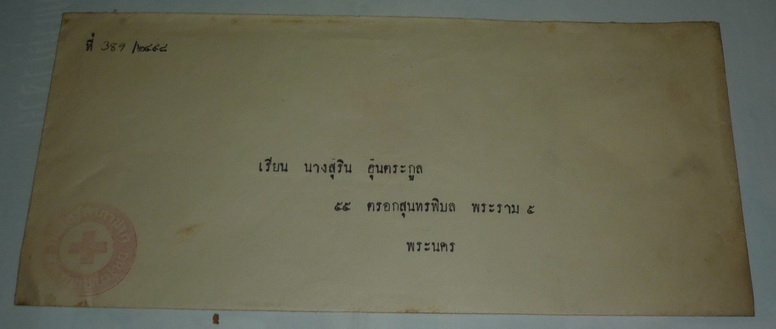 ที่ 389 /๒๔๙๘
เรียน นางสุริน อุ้นตระกูล
๕๕ ตรอกสุนทรพิมล พระราม ๕
พระนคร